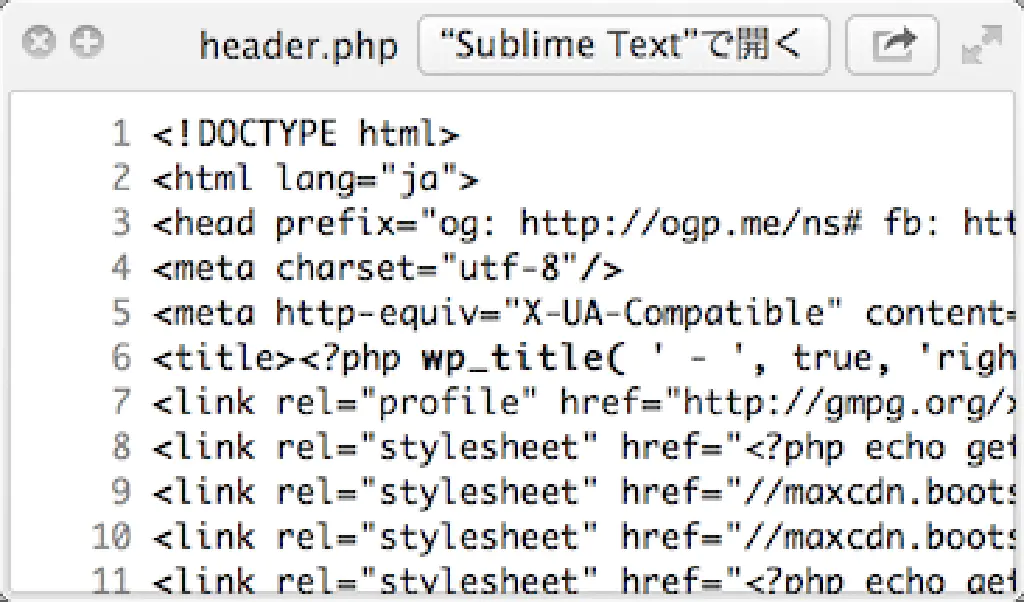 header.php “Sublime Text”で開く
1 <!DOCTYPE html>
2 <html lang="ja">
3 <head prefix="og: http://ogp.me/ns# fb: htt
4 <meta charset="utf-8"/>
5 <meta http-equiv="X-UA-Compatible" content=
6 <title><?php wp_title( ' - ', true, 'righ
7 <link rel="profile" href="http://gmpg.org/x
8 <link rel="stylesheet" href="<?php echo get
9 <link rel="stylesheet" href="//maxcdn.boots
10 <link rel="stylesheet" href="//maxcdn.boots
11 <link rel="stylesheet" href="<?php echo get